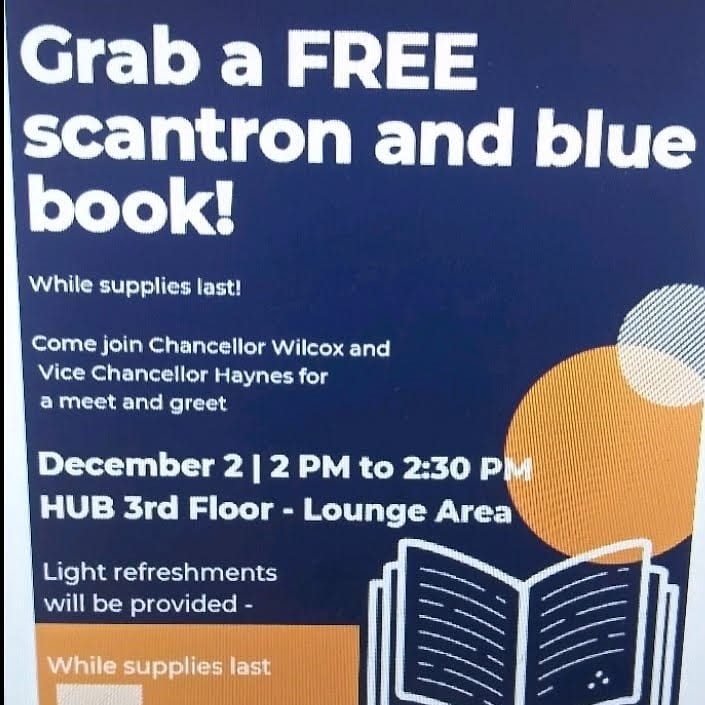 Grab a FREE
scantron and blue
book!
While supplies last!
Come join Chancellor Wilcox and
Vice Chancellor Haynes for
a meet and greet
December 2 | 2 PM to 2:30 PM
HUB 3rd Floor - Lounge Area
Light refreshments
will be provided -
While supplies last